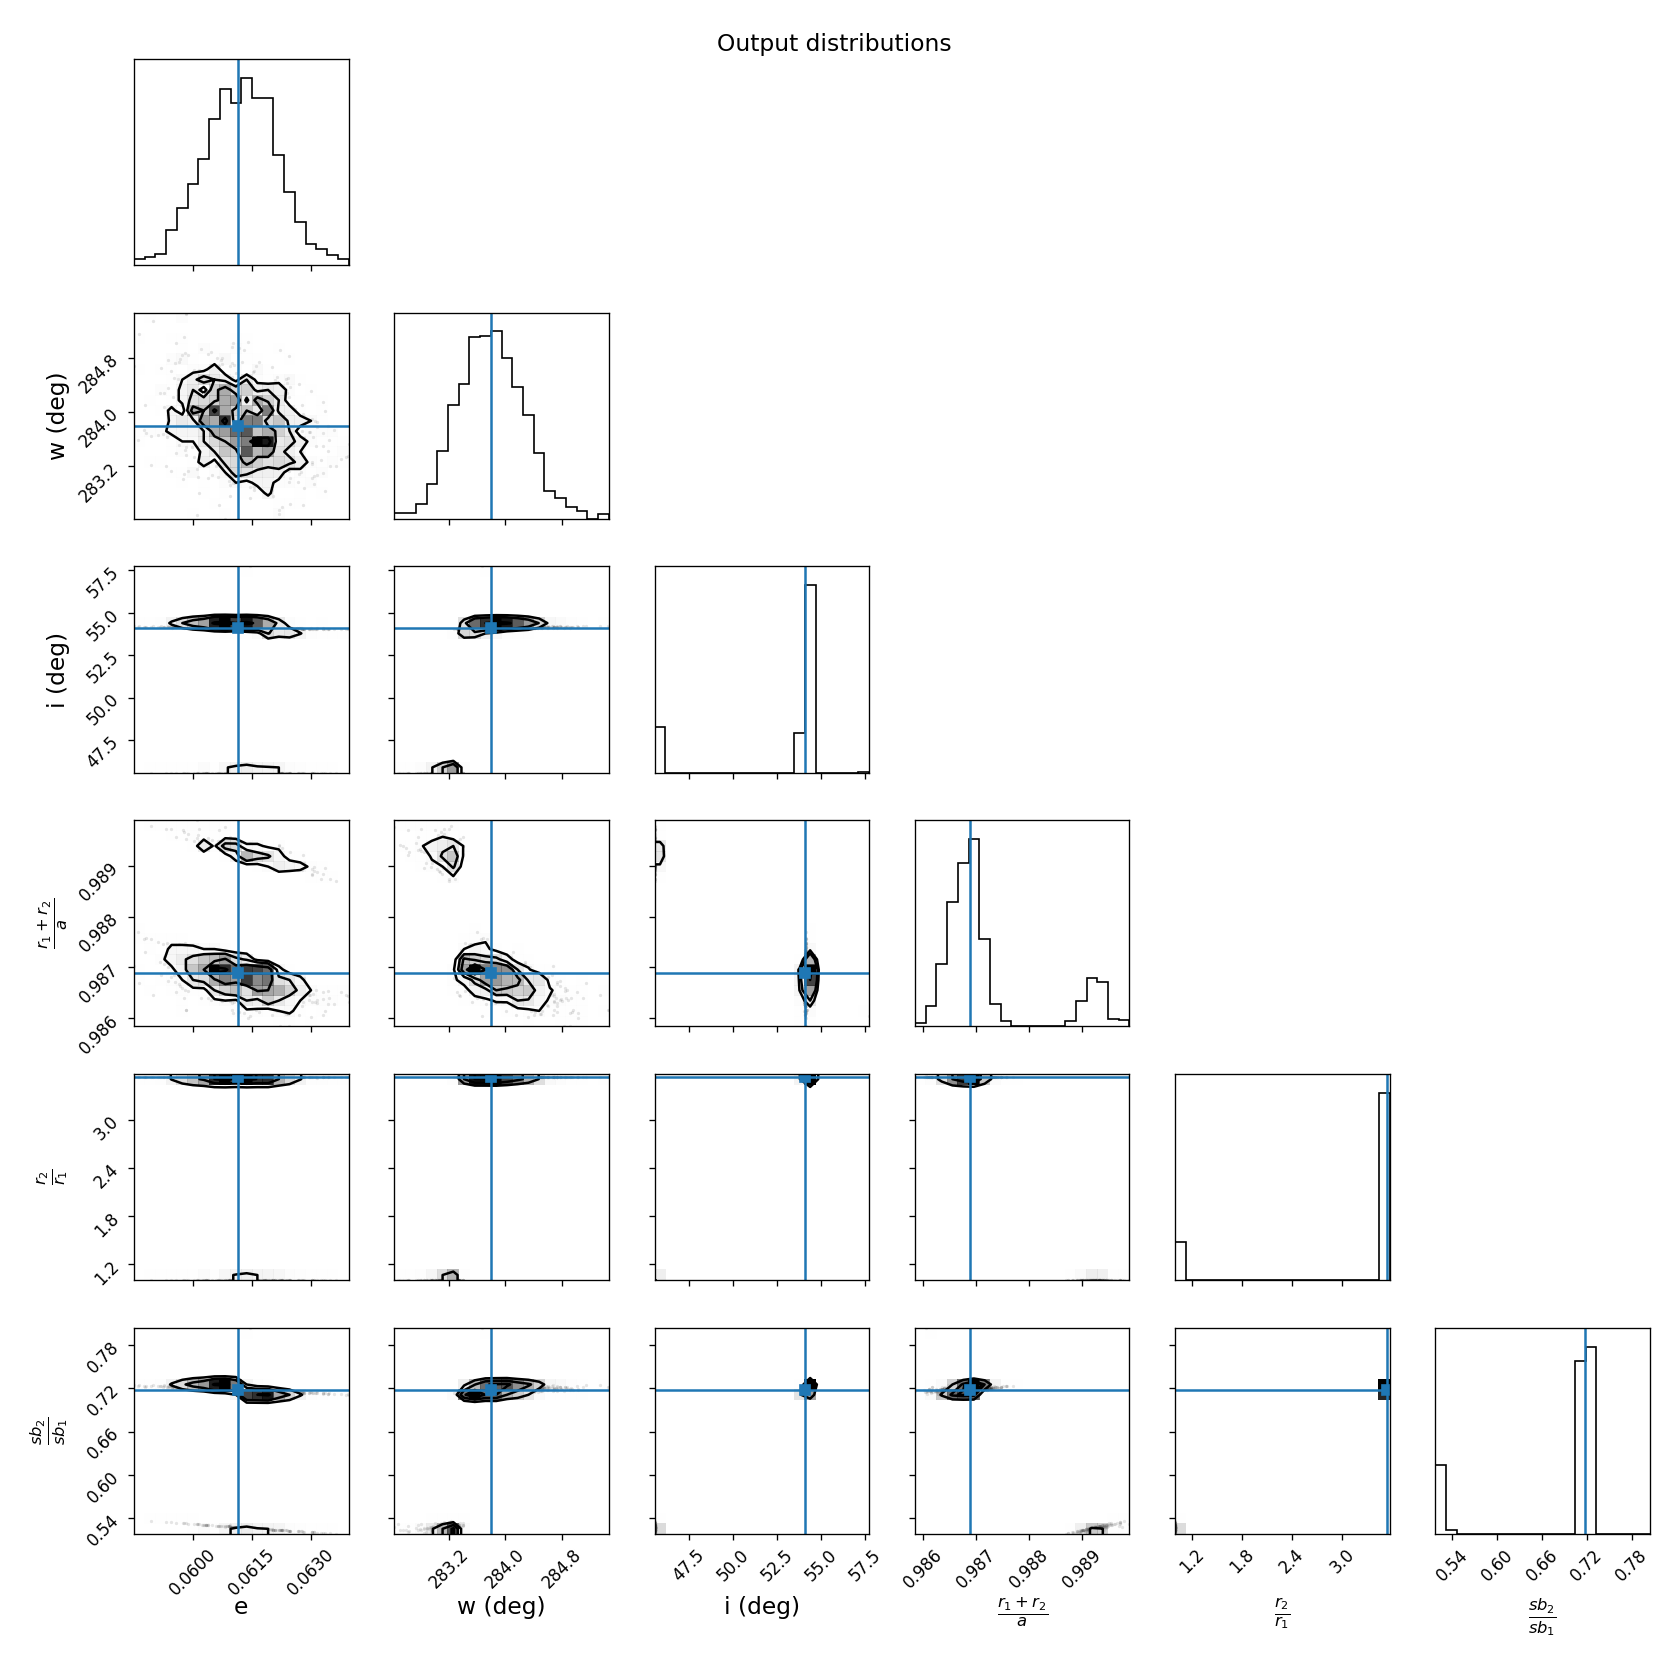 Output distributions
w (deg)
284.8
284.0
283.2
i (deg)
57.5
55.0
52.5
50.0
47.5
r₁ + r₂
a
0.989
0.988
0.987
0.986
r₂
r₁
3.0
2.4
1.8
1.2
sb₂
sb₁
0.78
0.72
0.66
0.60
0.54
0.0600 0.0615 0.0630 283.2 284.0 284.8 47.5 50.0 52.5 55.0 57.5 0.986 0.987 0.988 0.989 1.2 1.8 2.4 3.0 0.54 0.60 0.66 0.72 0.78
e w (deg) i (deg) r₁ + r₂ r₂ sb₂
a r₁ sb₁